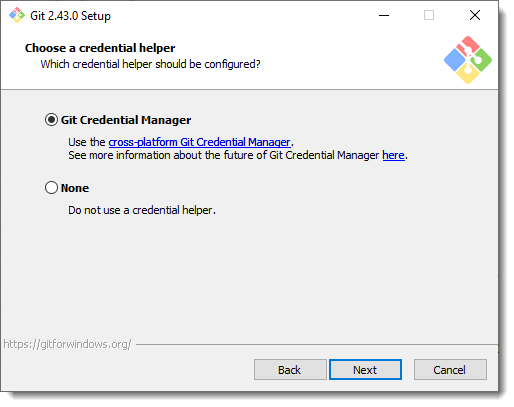 Git 2.43.0 Setup
Choose a credential helper
Which credential helper should be configured?
Git Credential Manager
Use the cross-platform Git Credential Manager.
See more information about the future of Git Credential Manager here.
None
Do not use a credential helper.
https://gitforwindows.org/
Back Next Cancel